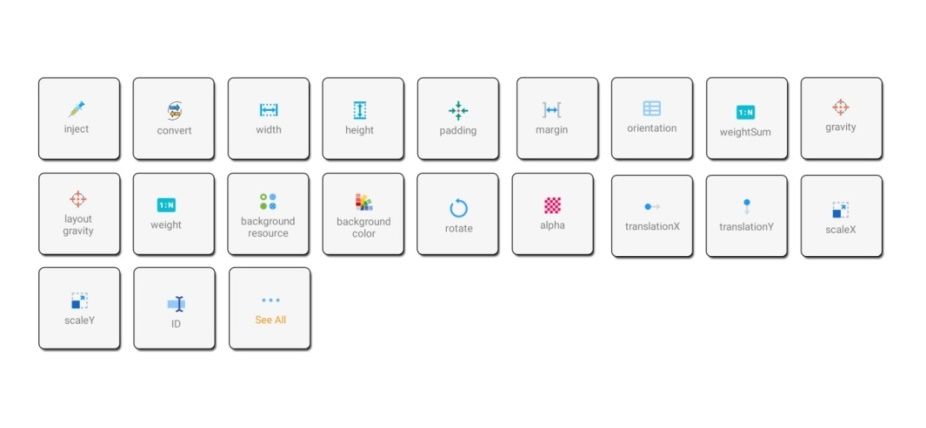 inject
convert
width
height
padding
margin
orientation
1:N
weightSum
gravity
layout
gravity
1:N
weight
background
resource
background
color
rotate
alpha
translationX
translationY
scaleX
scaleY
ID
See All